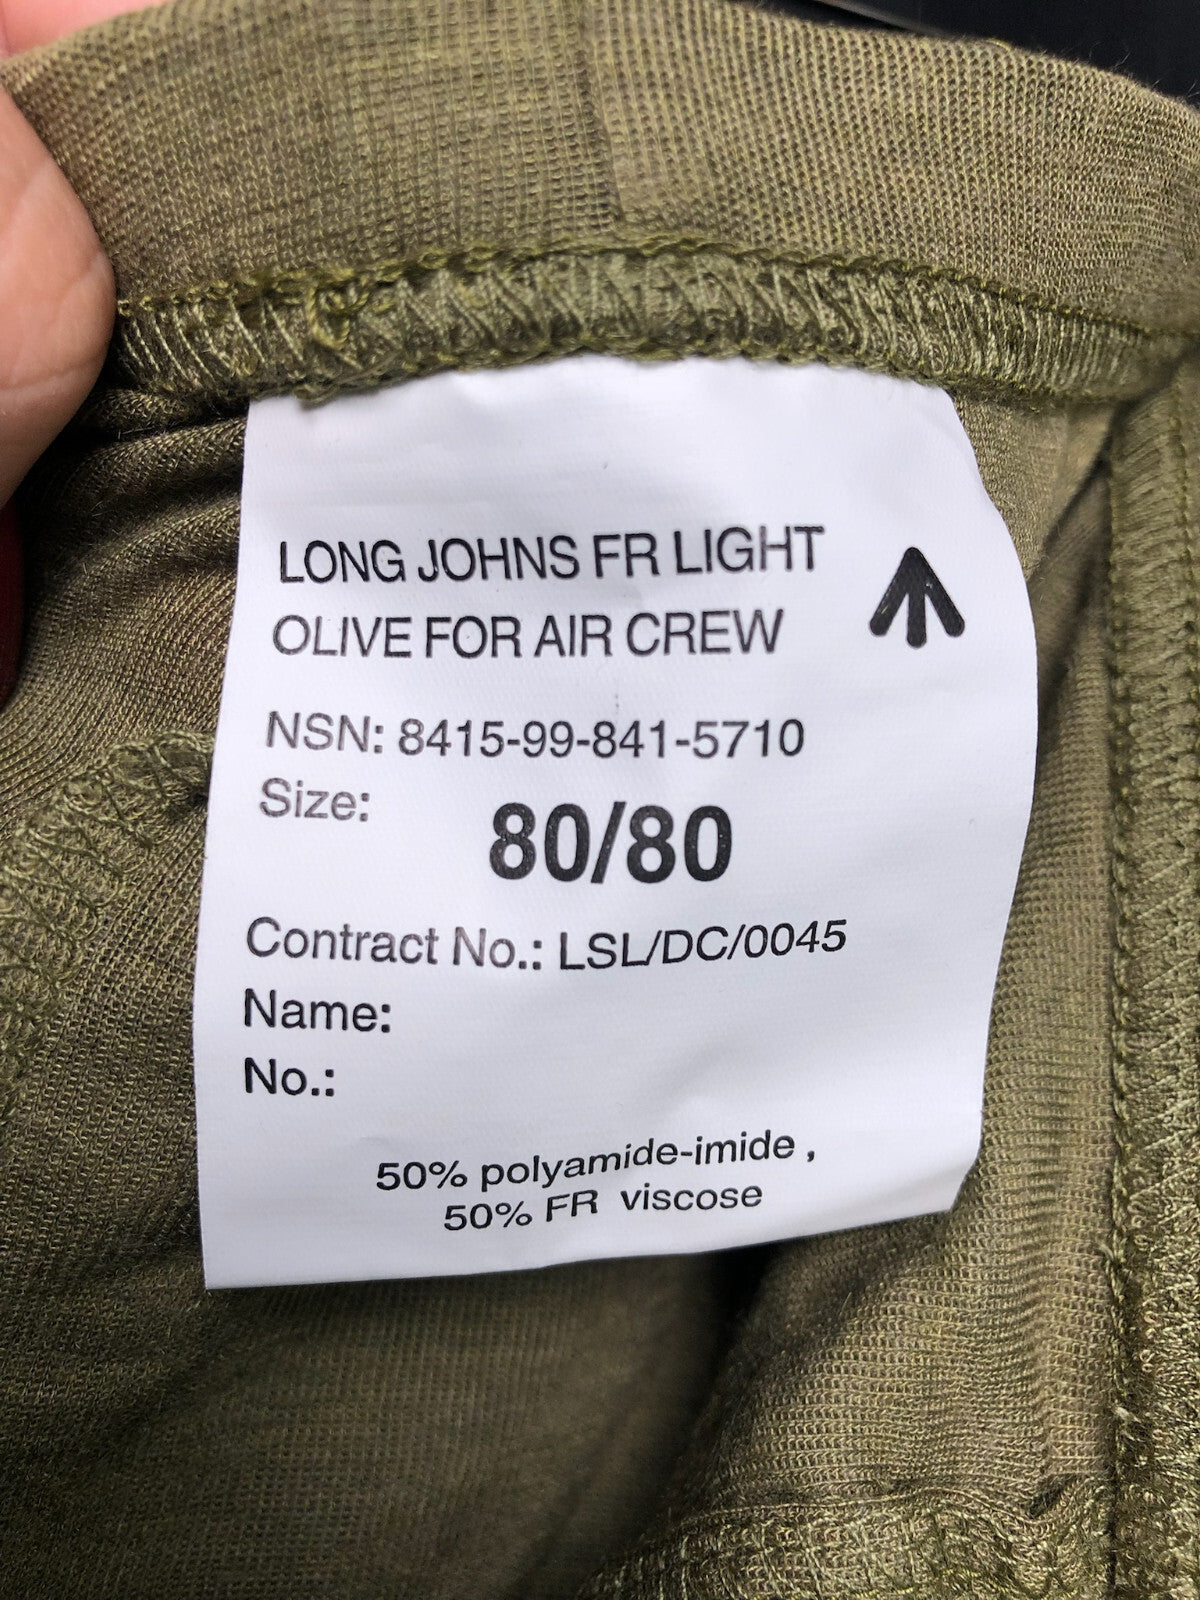 LONG JOHNS FR LIGHT
OLIVE FOR AIR CREW
NSN: 8415-99-841-5710
Size: 80/80
Contract No.: LSL/DC/0045
Name:
No.:
50% polyamide-imide ,
50% FR viscose